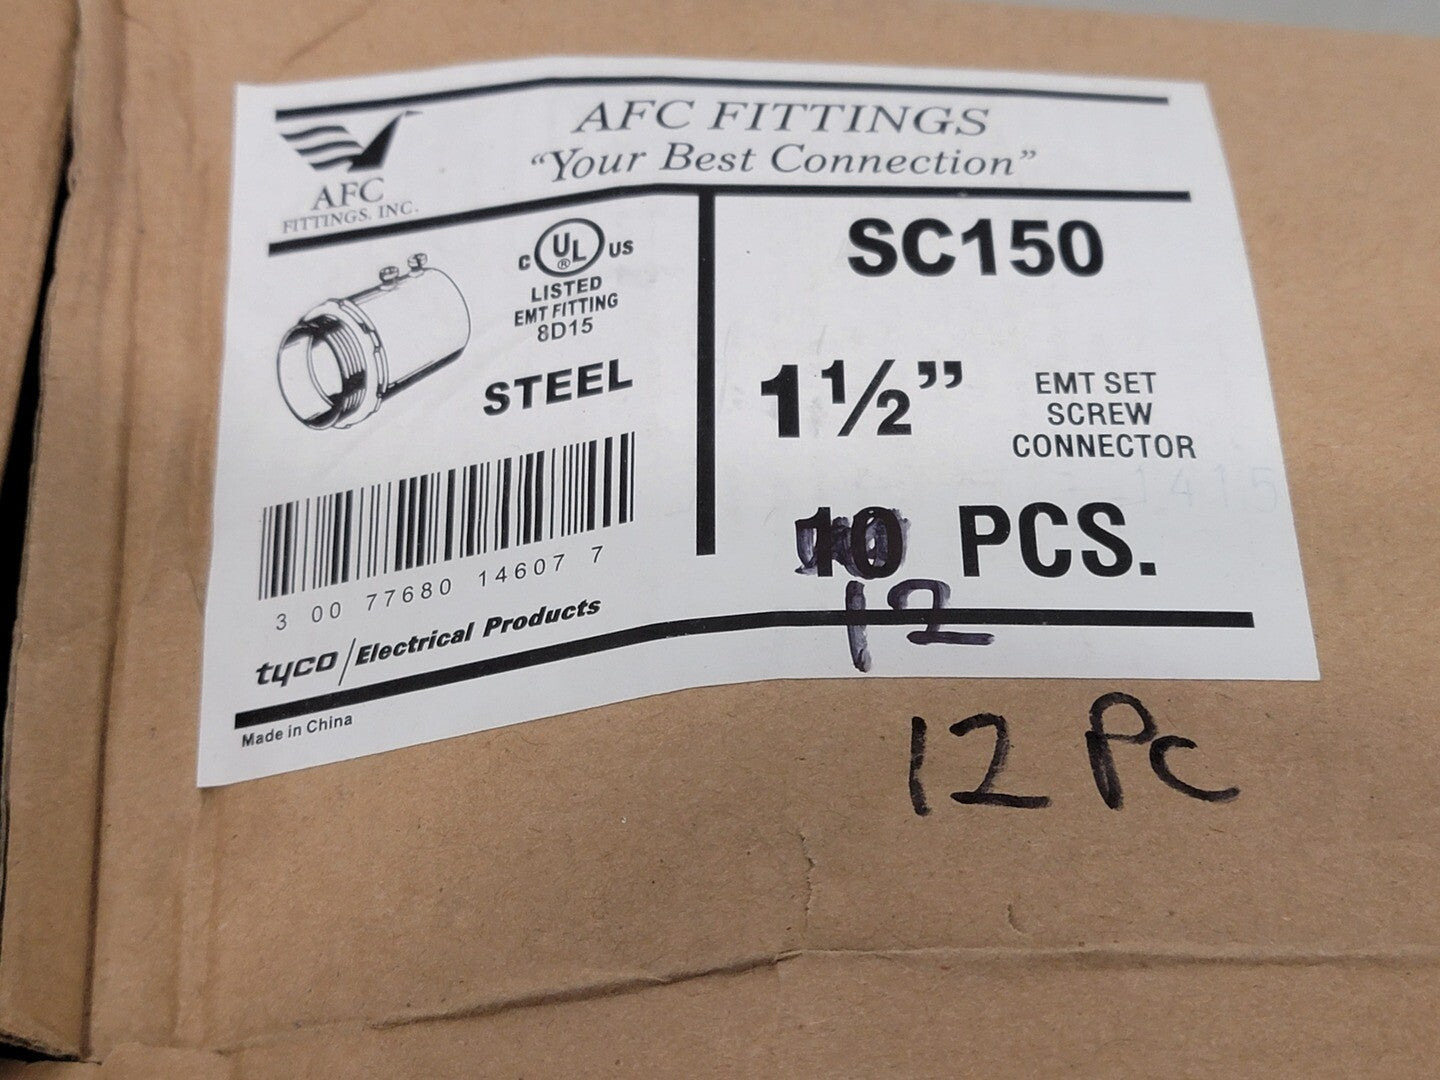 AFC FITTINGS
"Your Best Connection"
AFC
FITTINGS, INC.
C UL US
®
LISTED
EMT FITTING
8D15
STEEL
3 00 77680 14607 7
tyco/Electrical Products
Made in China
SC150
1½”
EMT SET
SCREW
CONNECTOR
10 PCS.
12
12 Pc
1415